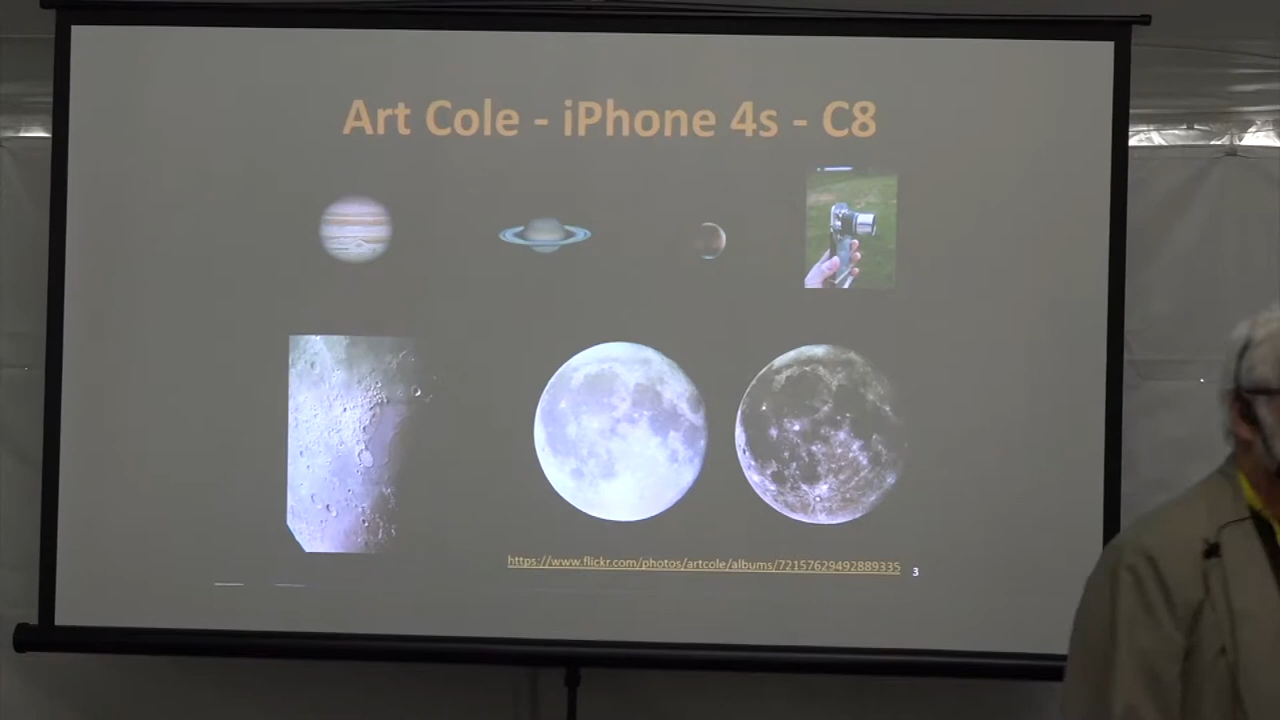 Art Cole - iPhone 4s - C8
https://www.flickr.com/photos/artcole/albums/72157629492889335
3